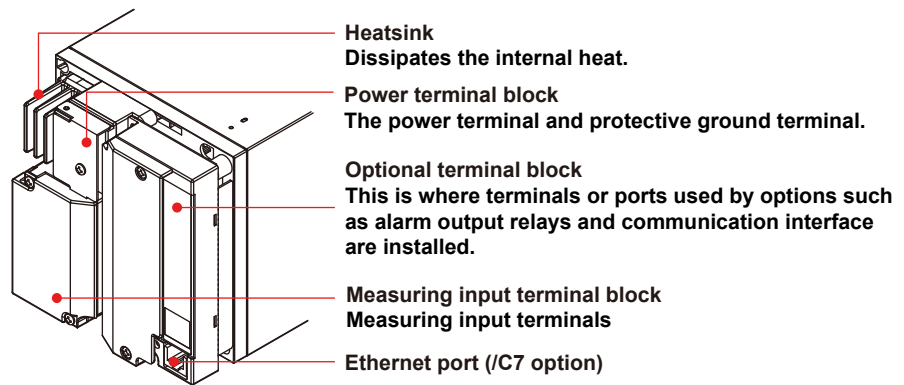 Heatsink
Dissipates the internal heat.
Power terminal block
The power terminal and protective ground terminal.
Optional terminal block
This is where terminals or ports used by options such
as alarm output relays and communication interface
are installed.
Measuring input terminal block
Measuring input terminals
Ethernet port (/C7 option)